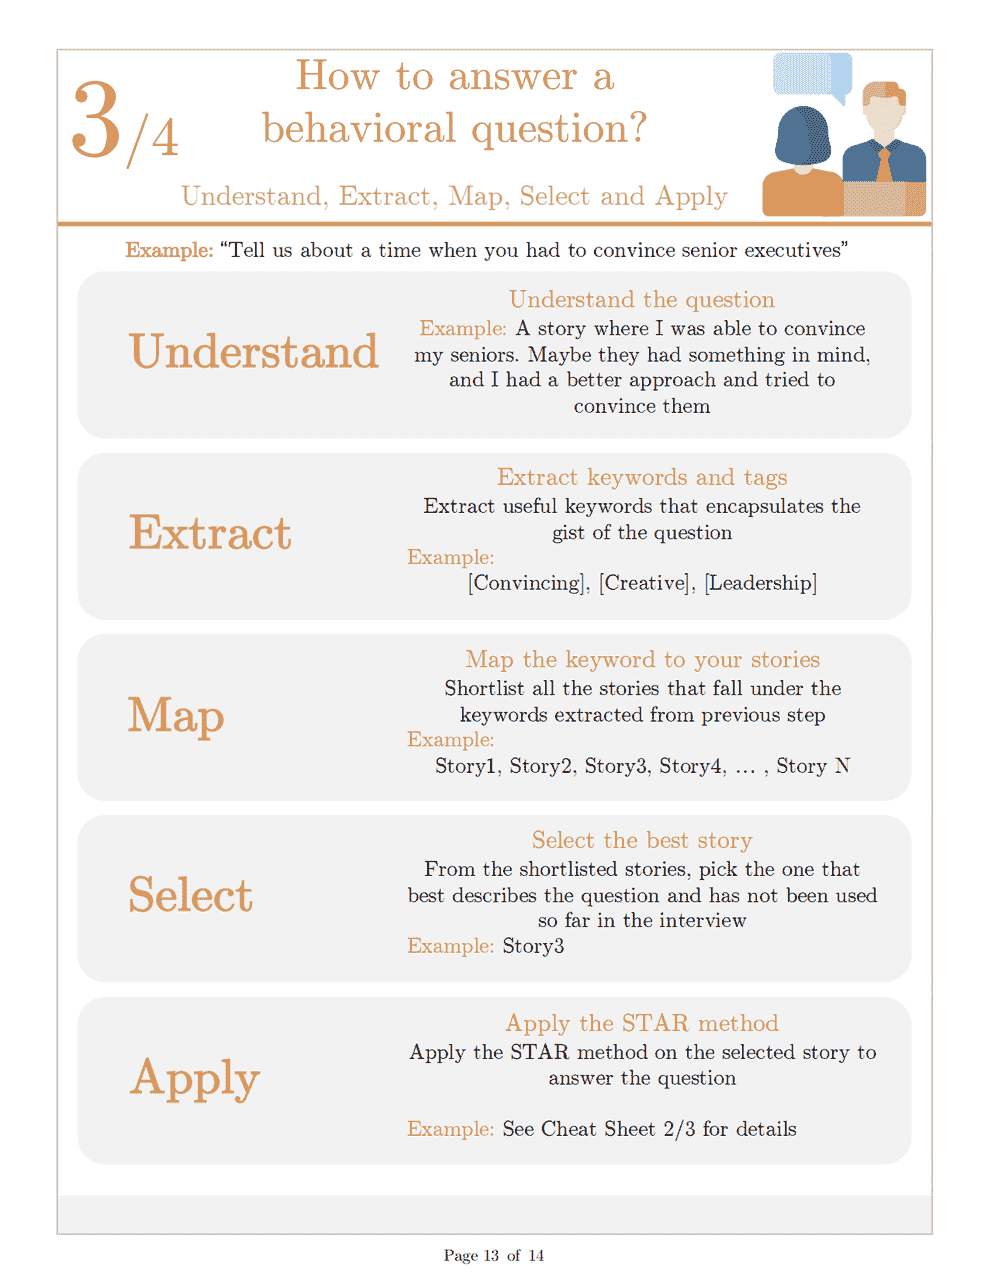 3/4
How to answer a
behavioral question?
Understand, Extract, Map, Select and Apply
Example: “Tell us about a time when you had to convince senior executives”
Understand
Understand the question
Example: A story where I was able to convince
my seniors. Maybe they had something in mind,
and I had a better approach and tried to
convince them
Extract
Extract keywords and tags
Extract useful keywords that encapsulates the
gist of the question
Example:
[Convincing], [Creative], [Leadership]
Map
Map the keyword to your stories
Shortlist all the stories that fall under the
keywords extracted from previous step
Example:
Story1, Story2, Story3, Story4, ... , Story N
Select
Select the best story
From the shortlisted stories, pick the one that
best describes the question and has not been used
so far in the interview
Example: Story3
Apply
Apply the STAR method
Apply the STAR method on the selected story to
answer the question
Example: See Cheat Sheet 2/3 for details
Page 13 of 14